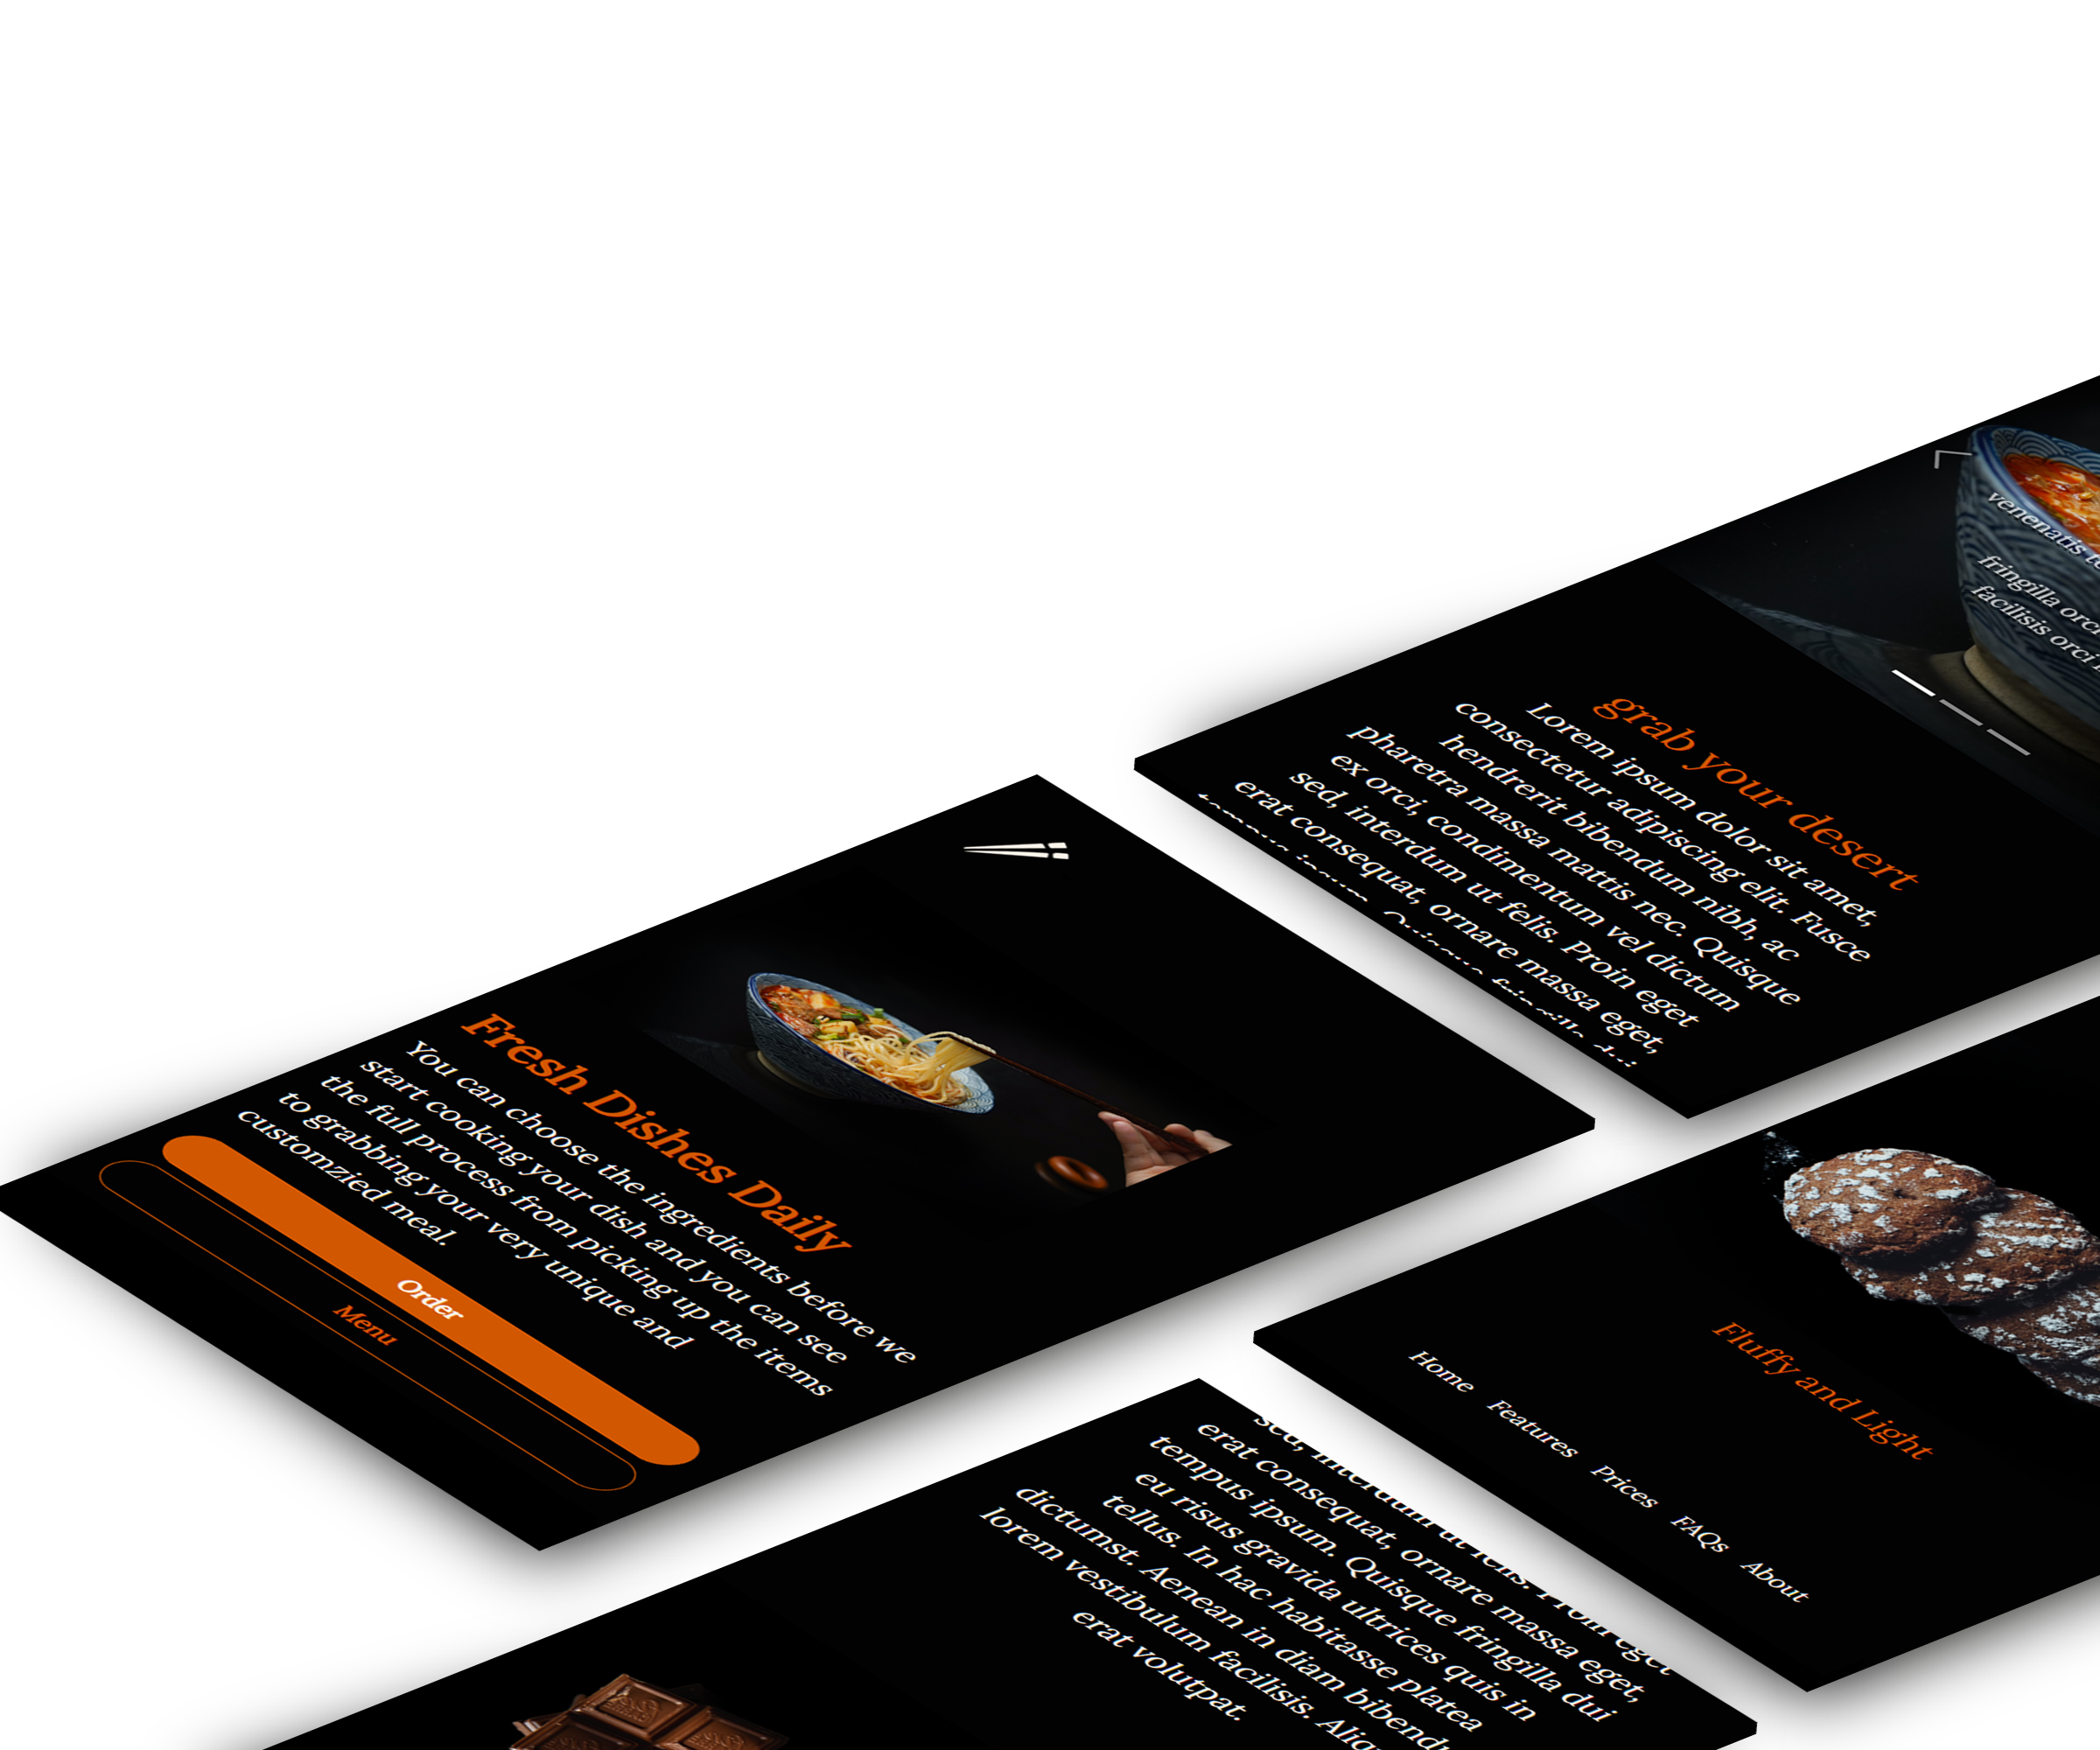 Fresh Dishes Daily
You can choose the ingredients before we
start cooking your dish and you can see
the full process from picking up the items
to grabbing your very unique and
customzied meal.
Order
Menu
venenatis
fringilla
facilisis orci
grab your desert
Lorem ipsum dolor sit amet,
consectetur adipiscing elit. Fusce
hendrerit bibendum nibh, ac
pharetra massa mattis nec. Quisque
ex orci, condimentum vel dictum
sed, interdum ut felis. Proin eget
erat consequat, ornare massa eget,
tempus ipsum. Quisque fringilla dui
Fluffy and Light
Home Features Prices FAQs About
sed, interdum ut felis. Proin eget
erat consequat, ornare massa eget,
tempus ipsum. Quisque fringilla dui
eu risus gravida ultrices quis in
tellus. In hac habitasse platea
dictumst. Aenean in diam
lorem vestibulum facilisis.
erat volutpat.